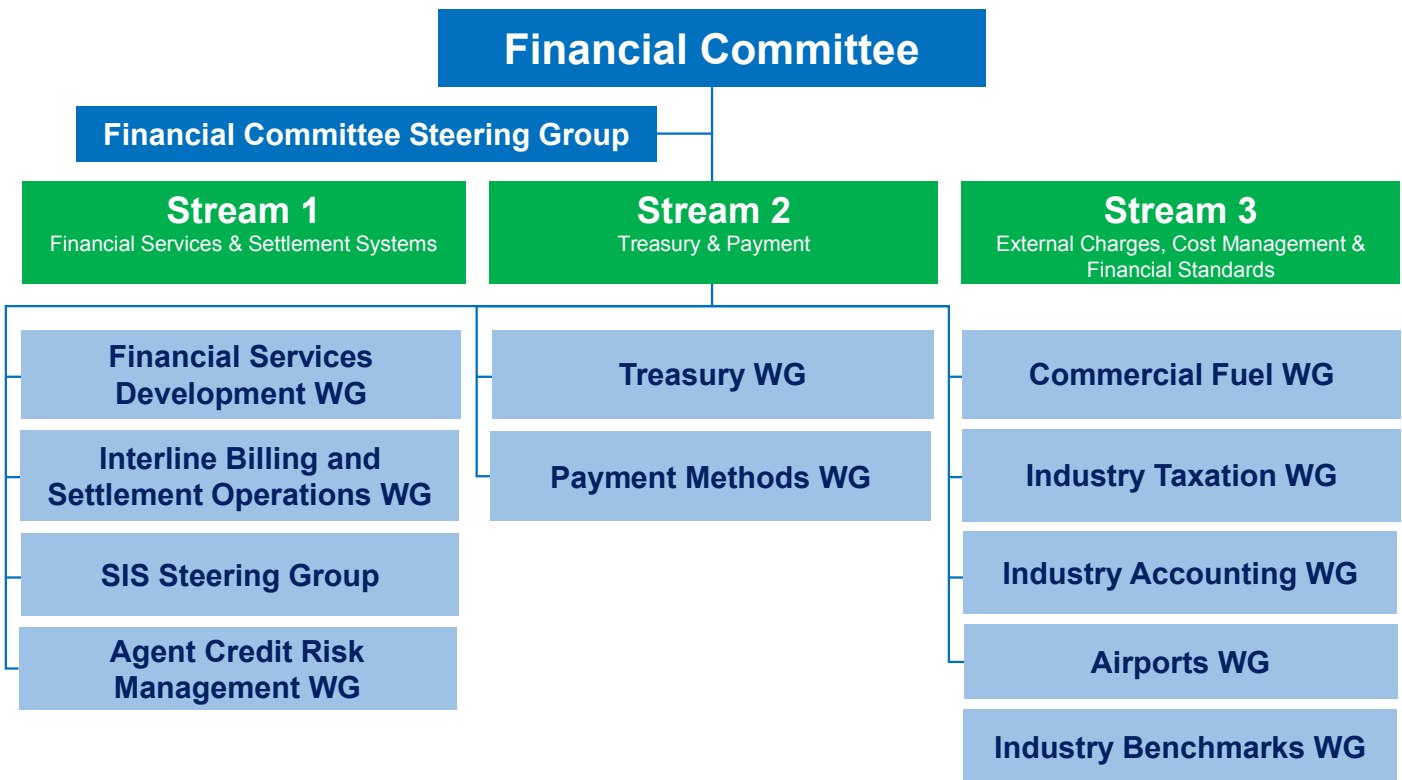 Financial Committee
Financial Committee Steering Group
Stream 1
Financial Services & Settlement Systems
Stream 2
Treasury & Payment
Stream 3
External Charges, Cost Management &
Financial Standards
Financial Services
Development WG
Interline Billing and
Settlement Operations WG
SIS Steering Group
Agent Credit Risk
Management WG
Treasury WG
Payment Methods WG
Commercial Fuel WG
Industry Taxation WG
Industry Accounting WG
Airports WG
Industry Benchmarks WG